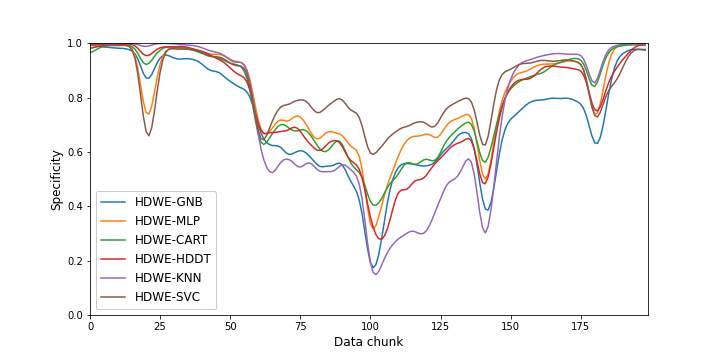 1.0
0.8
0.6
0.4
0.2
0.0
Specificity
HDWE-GNB
HDWE-MLP
HDWE-CART
HDWE-HDDT
HDWE-KNN
HDWE-SVC
0 25 50 75 100 125 150 175
Data chunk